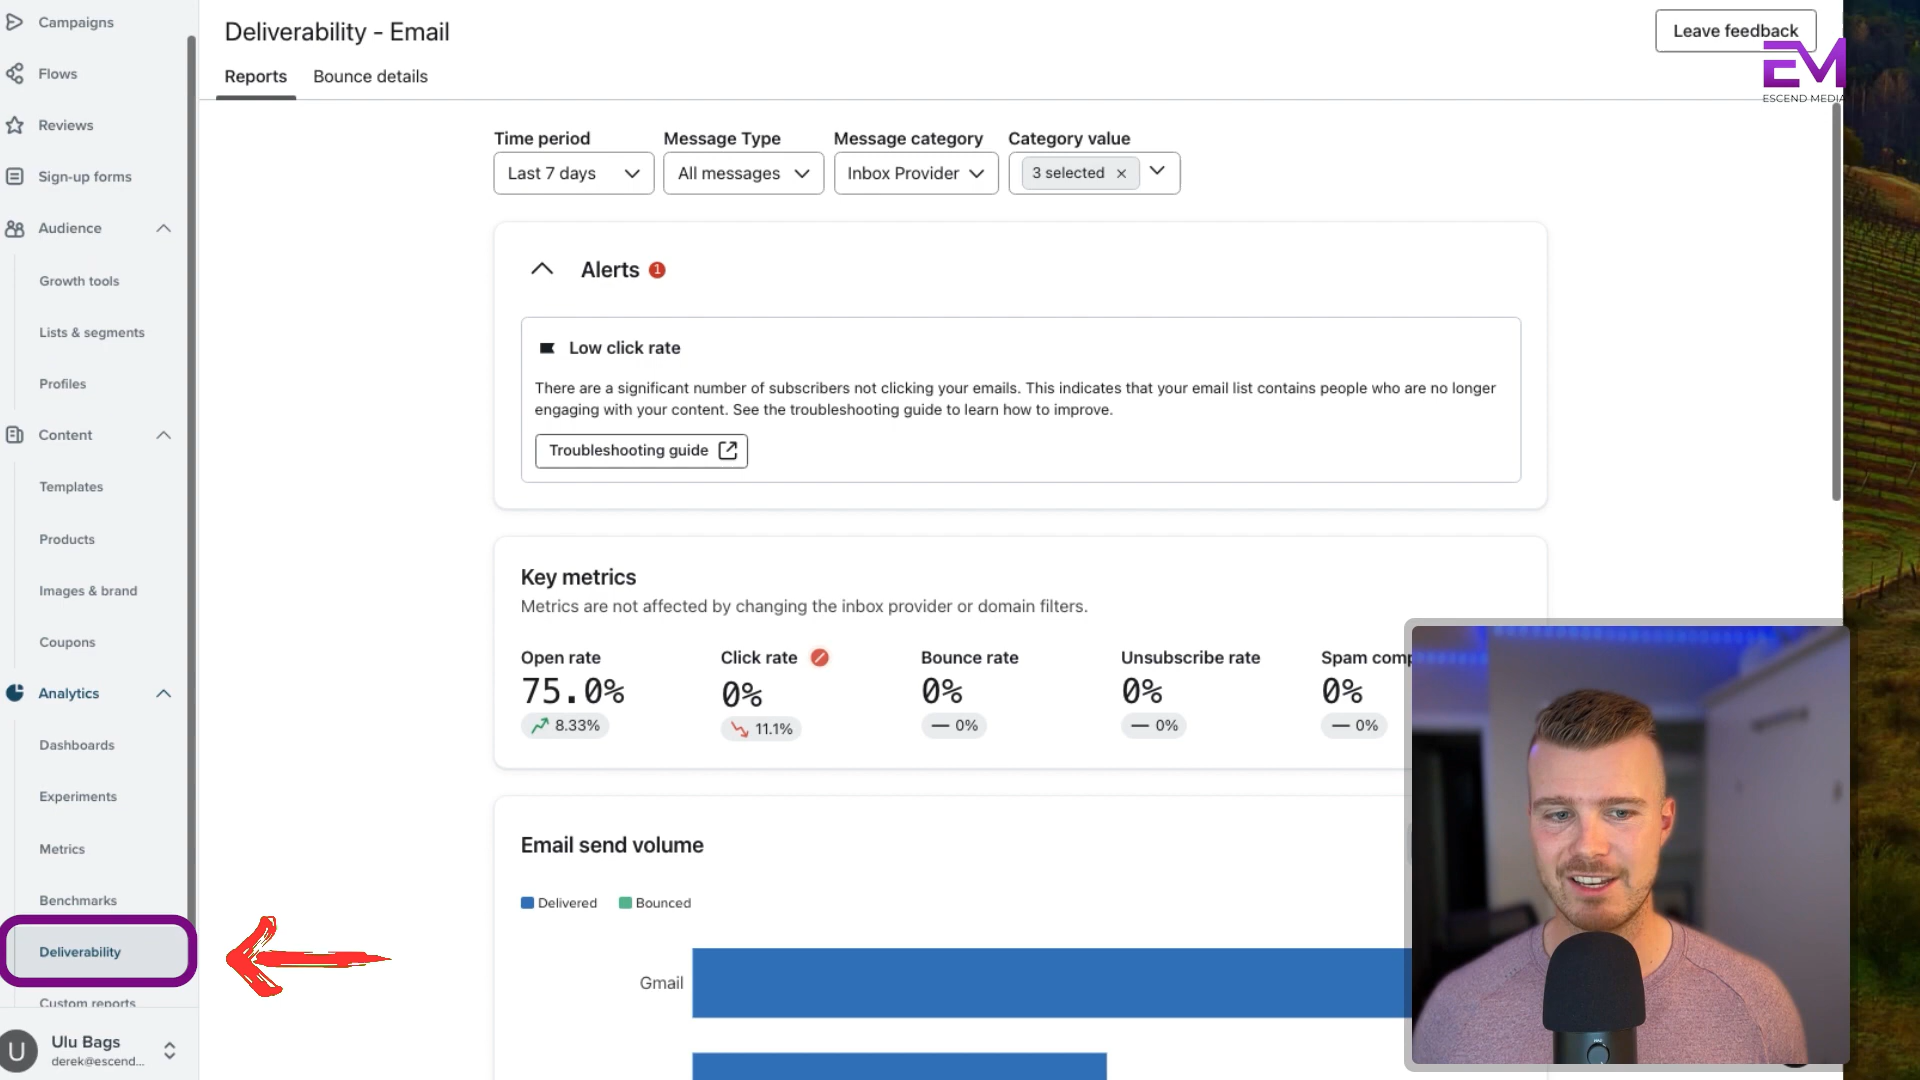 Campaigns
Flows
Reviews
Sign-up forms
Audience
Growth tools
Lists & segments
Profiles
Content
Templates
Products
Images & brand
Coupons
Analytics
Dashboards
Experiments
Metrics
Benchmarks
Deliverability
Custom reports
U
Ulu Bags
derek@escend...
Deliverability - Email
Leave feedback
EM
ESCEND MEDIA
Reports
Bounce details
Time period
Message Type
Message category
Category value
Last 7 days
All messages
Inbox Provider
3 selected ×
Alerts 1
Low click rate
There are a significant number of subscribers not clicking your emails. This indicates that your email list contains people who are no longer
engaging with your content. See the troubleshooting guide to learn how to improve.
Troubleshooting guide
Key metrics
Metrics are not affected by changing the inbox provider or domain filters.
Open rate
Click rate
Bounce rate
Unsubscribe rate
Spam comp
75.0%
0%
0%
0%
0%
8.33%
11.1%
— 0%
— 0%
— 0%
Email send volume
Delivered
Bounced
Gmail